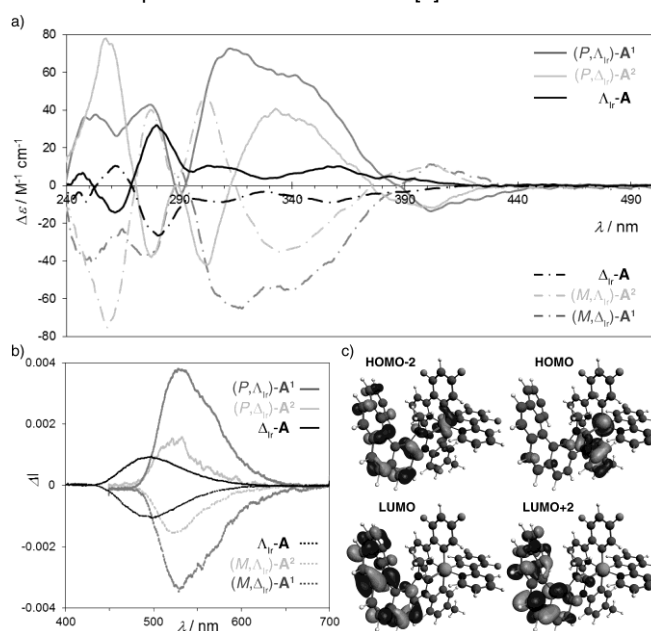 a)
80
60
40
20
0
-20
-40
-60
-80
Δε / M⁻¹ cm⁻¹
240 290 340 390 440 490
λ / nm
(P,Λ_Ir)-A¹
(P,Δ_Ir)-A²
Λ_Ir-A
Δ_Ir-A
(M,Λ_Ir)-A²
(M,Δ_Ir)-A¹
b)
0.004
0.002
0
-0.002
-0.004
ΔI
400 500 600 700
λ / nm
(P,Λ_Ir)-A¹
(P,Δ_Ir)-A²
Δ_Ir-A
Λ_Ir-A
(M,Λ_Ir)-A²
(M,Δ_Ir)-A¹
c)
HOMO-2 HOMO
LUMO LUMO+2